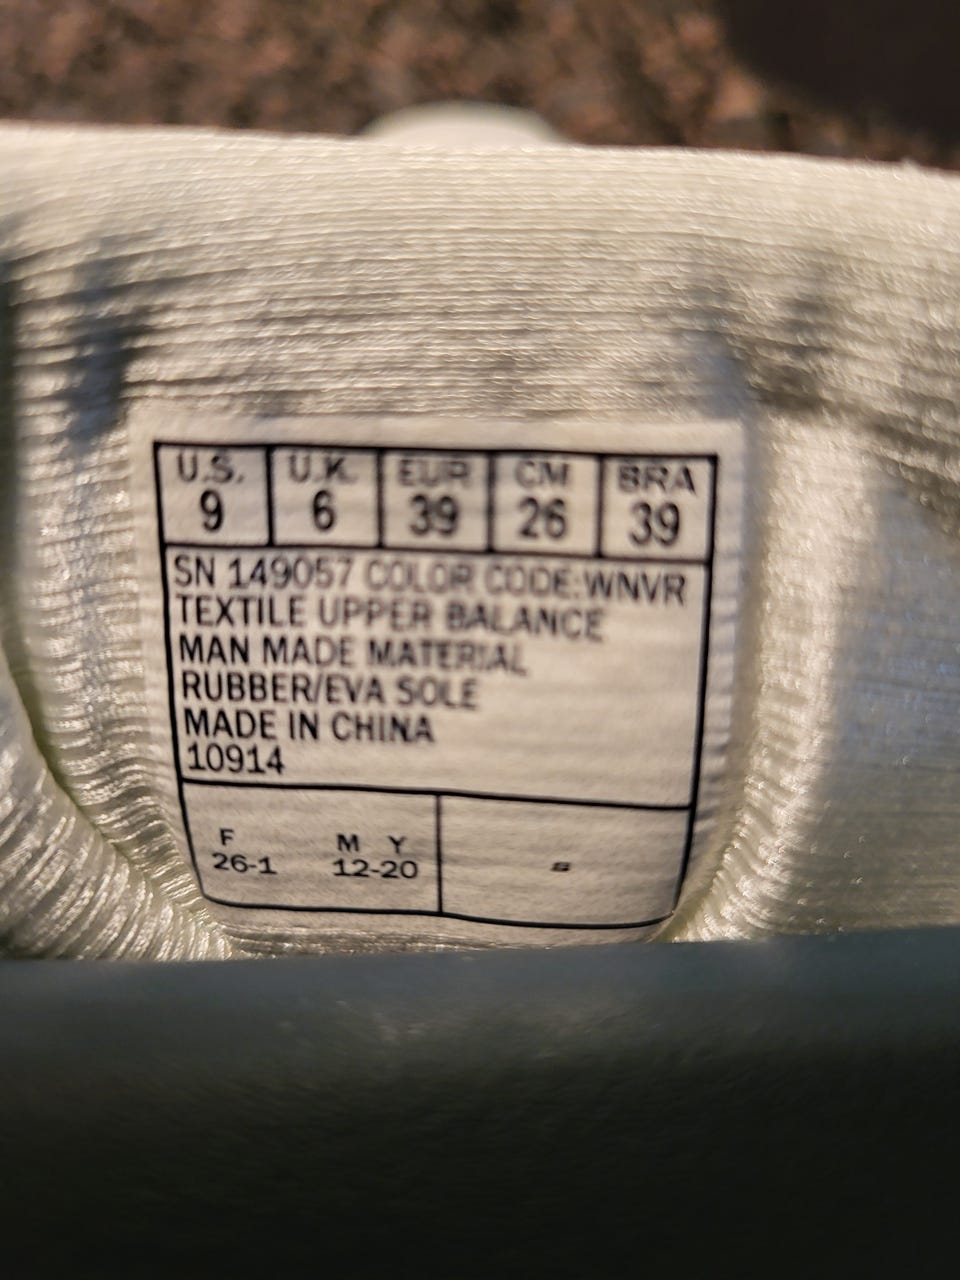 U.S. U.K. EUR CM BRA
9 6 39 26 39
SN 149057 COLOR CODE:WNVR
TEXTILE UPPER BALANCE
MAN MADE MATERIAL
RUBBER/EVA SOLE
MADE IN CHINA
10914
F M Y
26-1 12-20